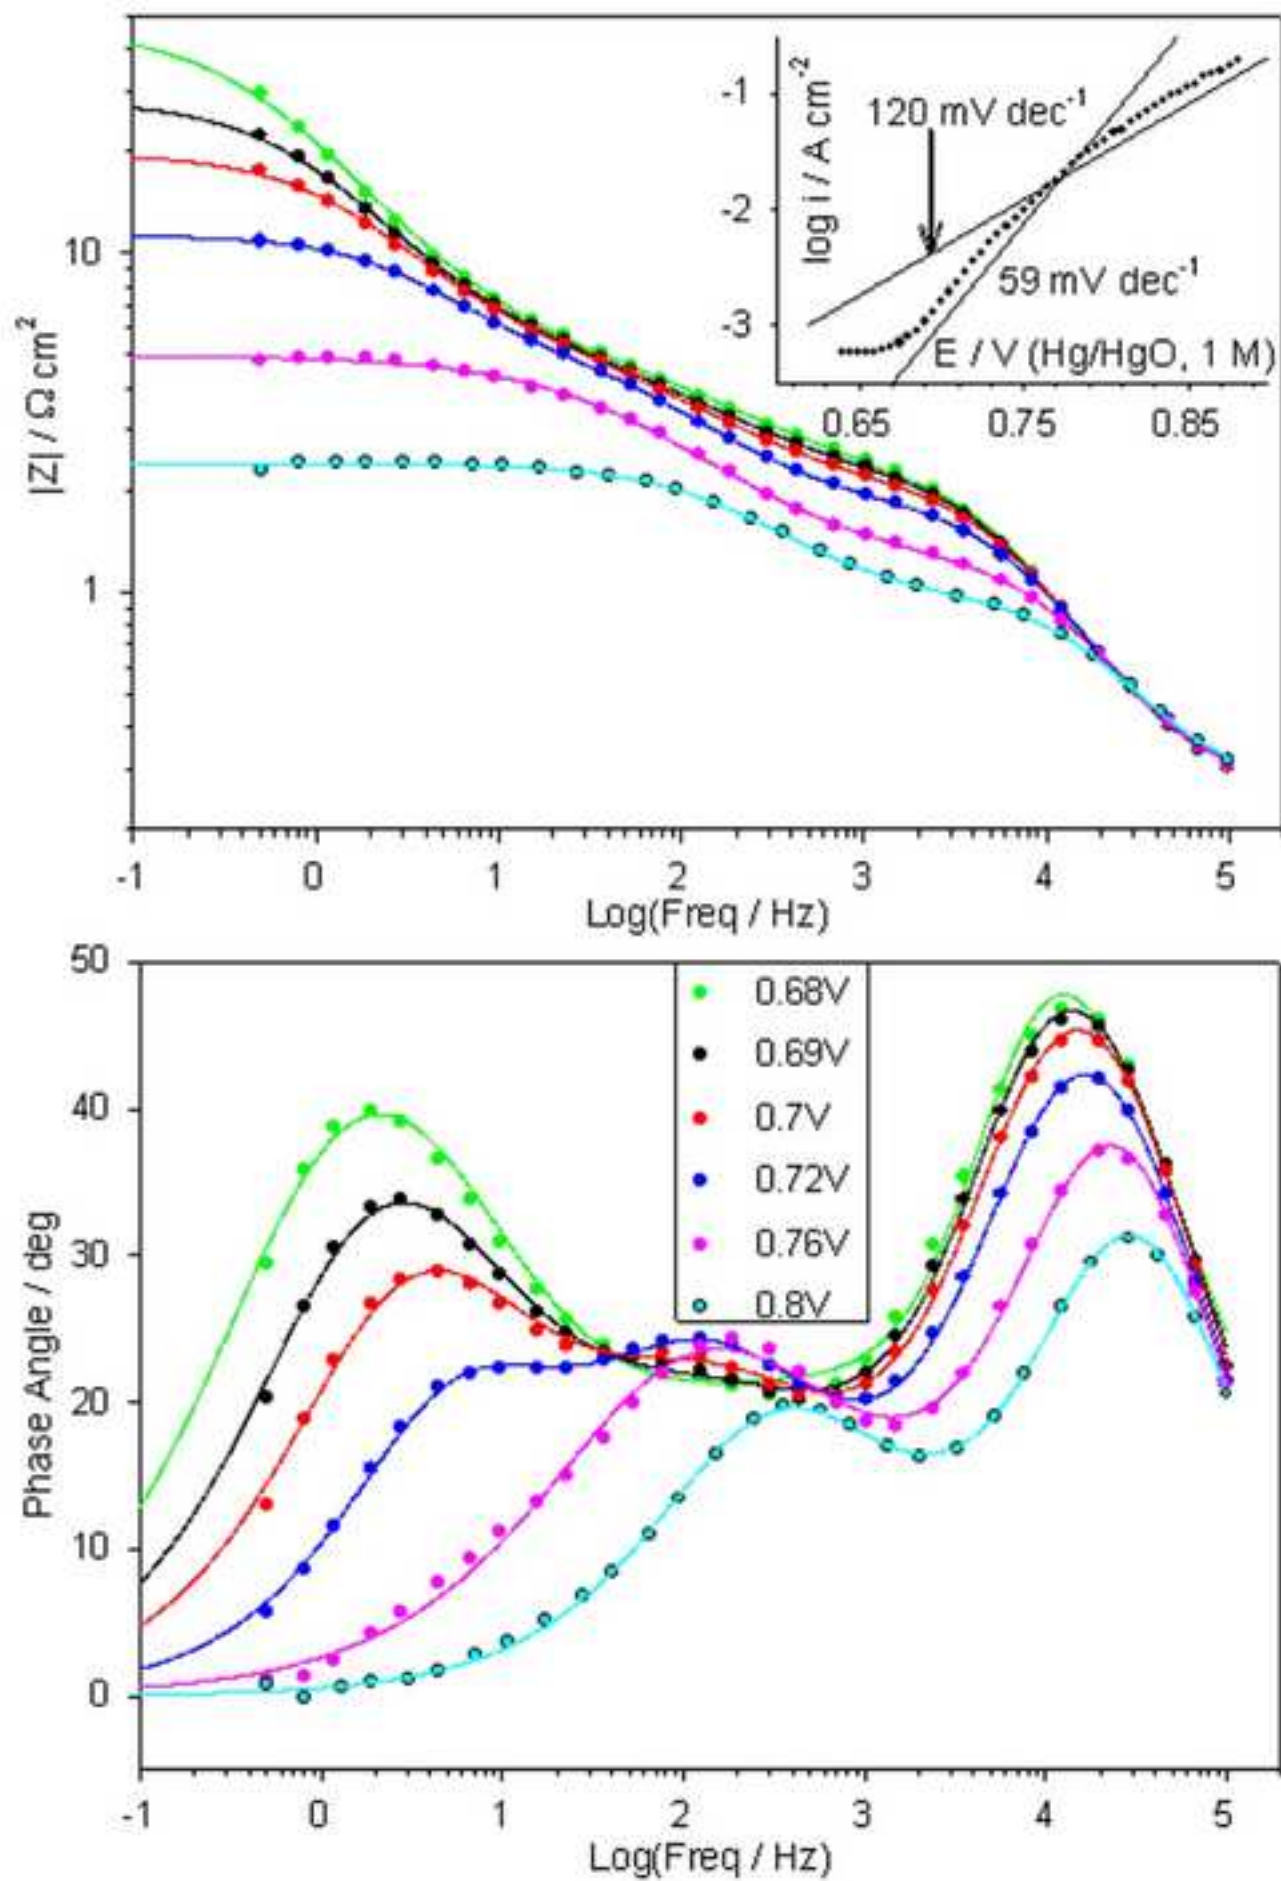 |Z| / Ω cm²
10
1
-1 0 1 2 3 4 5
Log(Freq / Hz)
log i / A cm⁻²
-1
-2
-3
120 mV dec⁻¹
59 mV dec⁻¹
E / V (Hg/HgO, 1 M)
0.65 0.75 0.85
Phase Angle / deg
50
40
30
20
10
0
0.68V
0.69V
0.7V
0.72V
0.76V
0.8V
-1 0 1 2 3 4 5
Log(Freq / Hz)